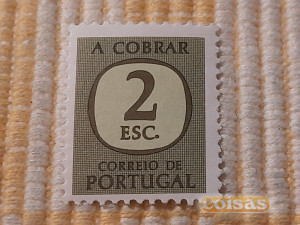 A COBRAR
2
ESC.
CORREIO DE
PORTUGAL
coisas